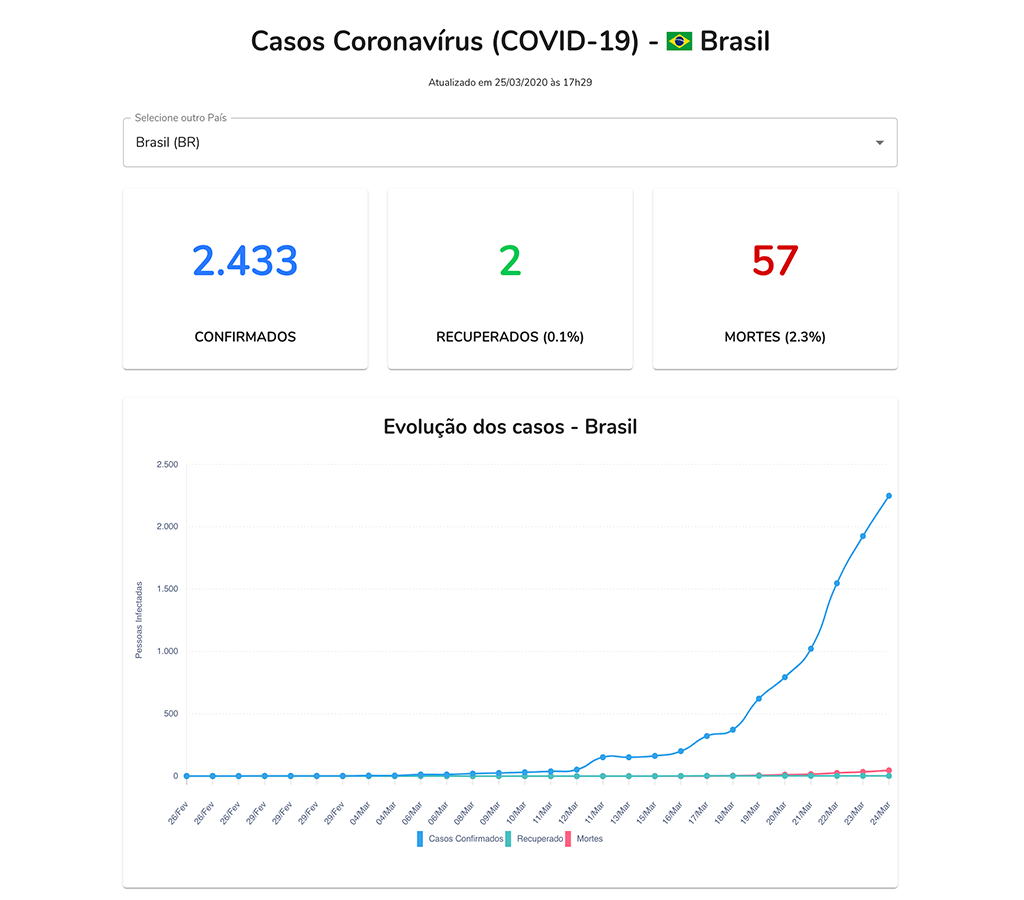 Casos Coronavírus (COVID-19) - 🇧🇷 Brasil
Atualizado em 25/03/2020 às 17h29
Selecione outro País
Brasil (BR)
2.433
CONFIRMADOS
2
RECUPERADOS (0.1%)
57
MORTES (2.3%)
Evolução dos casos - Brasil
Pessoas Infectadas
2.500
2.000
1.500
1.000
500
0
26/Fev
26/Fev
26/Fev
29/Fev
29/Fev
29/Fev
29/Fev
04/Mar
04/Mar
06/Mar
06/Mar
08/Mar
09/Mar
10/Mar
11/Mar
12/Mar
11/Mar
13/Mar
15/Mar
16/Mar
17/Mar
18/Mar
19/Mar
20/Mar
21/Mar
22/Mar
23/Mar
24/Mar
Casos Confirmados
Recuperado
Mortes